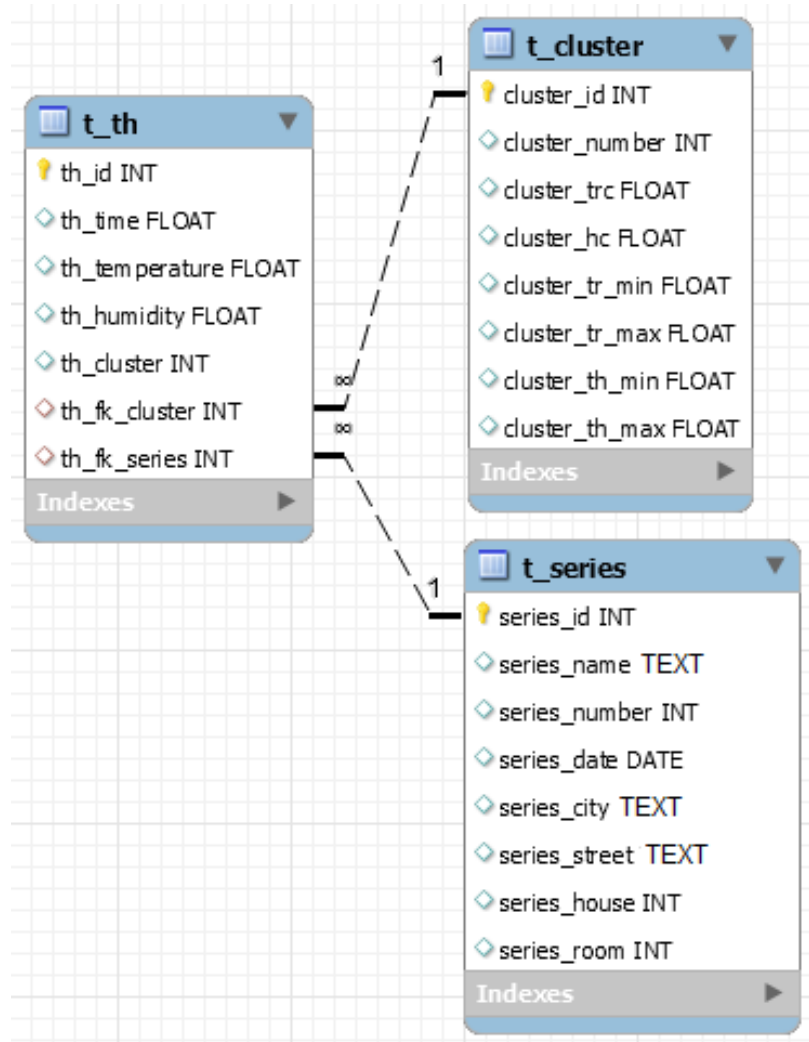 t_th
th_id INT
th_time FLOAT
th_temperature FLOAT
th_humidity FLOAT
th_cluster INT
th_fk_cluster INT
th_fk_series INT
Indexes
∞
∞
1
1
t_cluster
cluster_id INT
cluster_number INT
cluster_trc FLOAT
cluster_hc FLOAT
cluster_tr_min FLOAT
cluster_tr_max FLOAT
cluster_th_min FLOAT
cluster_th_max FLOAT
Indexes
t_series
series_id INT
series_name TEXT
series_number INT
series_date DATE
series_city TEXT
series_street TEXT
series_house INT
series_room INT
Indexes